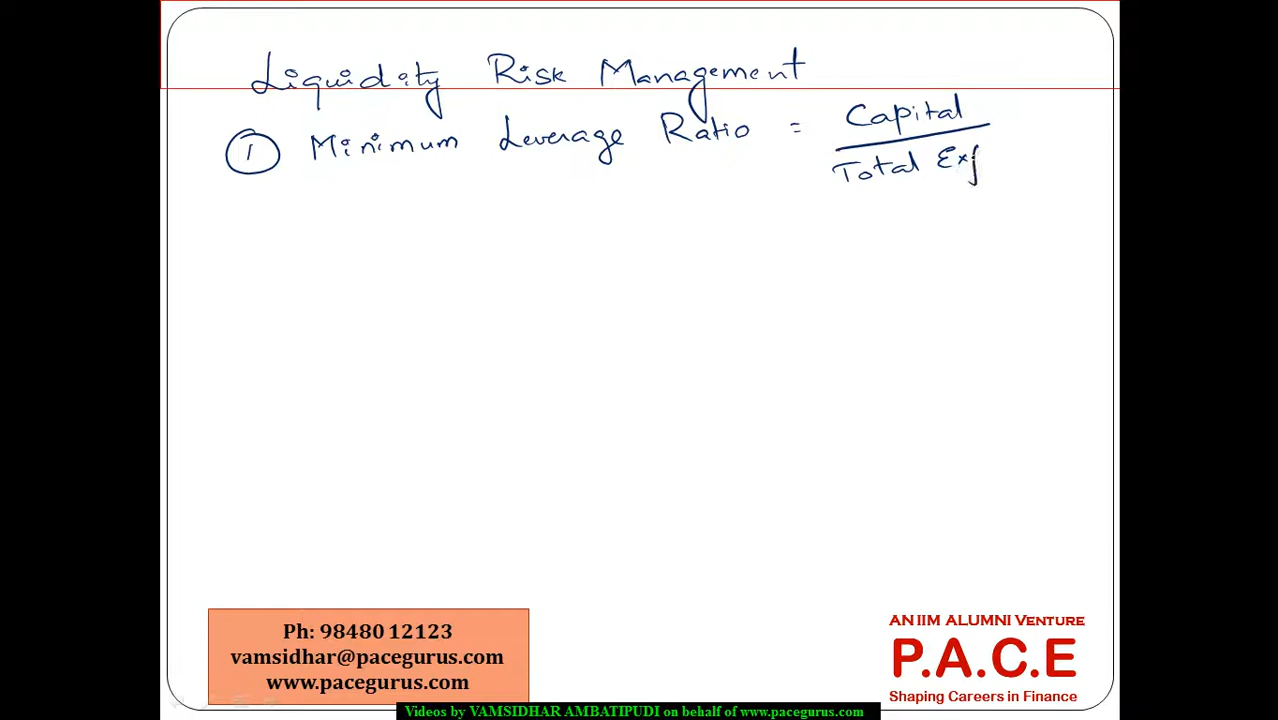 Liquidity Risk Management
1 Minimum Leverage Ratio = Capital
Total Exp
Ph: 98480 12123
vamsidhar@pacegurus.com
www.pacegurus.com
AN IIM ALUMNI VENTURE
P.A.C.E
Shaping Careers in Finance
Videos by VAMSIDHAR AMBATIPUDI on behalf of www.pacegurus.com